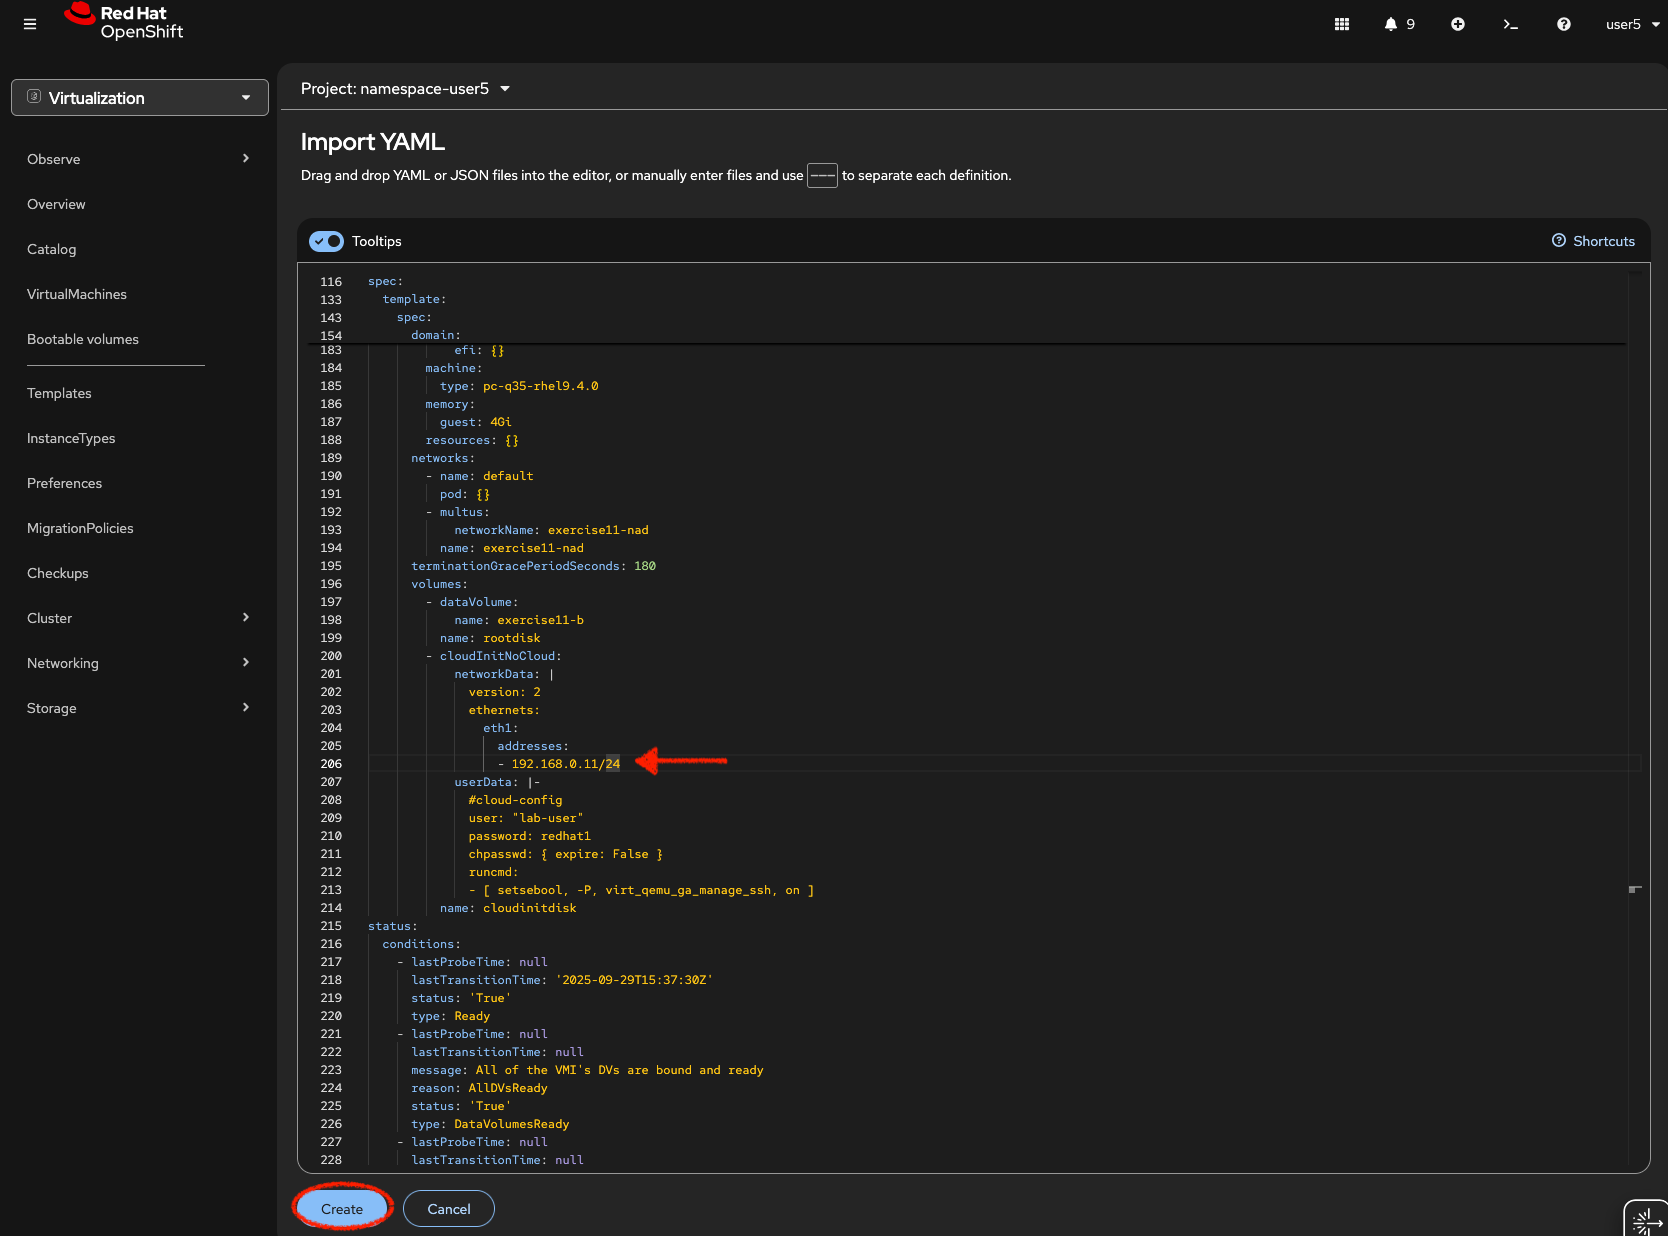 Red Hat
OpenShift
9
user5
Virtualization
Observe
Overview
Catalog
VirtualMachines
Bootable volumes
Templates
InstanceTypes
Preferences
MigrationPolicies
Checkups
Cluster
Networking
Storage
Project: namespace-user5
Import YAML
Drag and drop YAML or JSON files into the editor, or manually enter files and use --- to separate each definition.
Tooltips
Shortcuts
116 spec:
133 template:
143 spec:
154 domain:
183 efi: {}
184 machine:
185 type: pc-q35-rhel9.4.0
186 memory:
187 guest: 4Gi
188 resources: {}
189 networks:
190 - name: default
191 pod: {}
192 - multus:
193 networkName: exercise11-nad
194 name: exercise11-nad
195 terminationGracePeriodSeconds: 180
196 volumes:
197 - dataVolume:
198 name: exercise11-b
199 name: rootdisk
200 - cloudInitNoCloud:
201 networkData: |
202 version: 2
203 ethernets:
204 eth1:
205 addresses:
206 - 192.168.0.11/24
207 userData: |-
208 #cloud-config
209 user: "lab-user"
210 password: redhat1
211 chpasswd: { expire: False }
212 runcmd:
213 - [ setsebool, -P, virt_qemu_ga_manage_ssh, on ]
214 name: cloudinitdisk
215 status:
216 conditions:
217 - lastProbeTime: null
218 lastTransitionTime: '2025-09-29T15:37:30Z'
219 status: 'True'
220 type: Ready
221 - lastProbeTime: null
222 lastTransitionTime: null
223 message: All of the VMI's DVs are bound and ready
224 reason: AllDVsReady
225 status: 'True'
226 type: DataVolumesReady
227 - lastProbeTime: null
228 lastTransitionTime: null
Create
Cancel